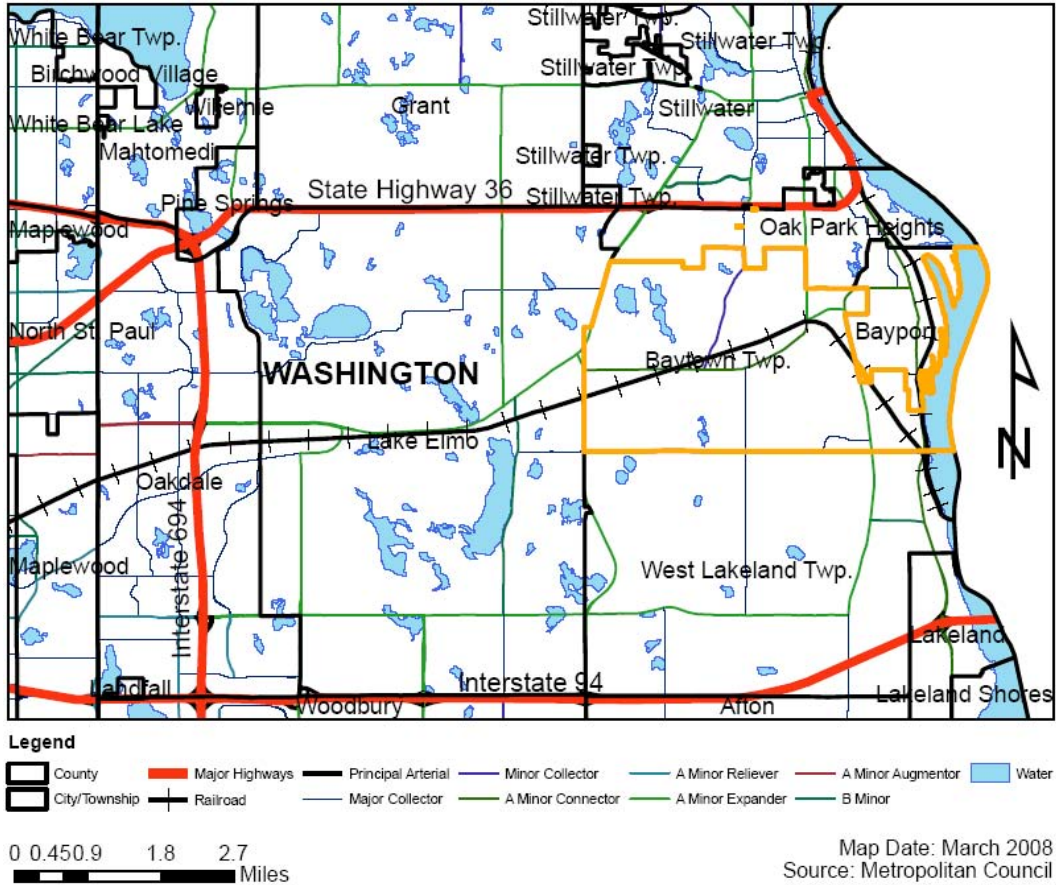 Stillwater Twp.
White Bear Twp.
Stillwater Twp.
Birchwood Village
Stillwater Twp.
Willernie
Grant
Stillwater
White Bear Lake
Mahtomedi
Stillwater Twp.
State Highway 36
Stillwater Twp.
Pine Springs
Maplewood
Oak Park Heights
North St. Paul
Bayport
Baytown Twp.
WASHINGTON
Lake Elmo
N
Oakdale
Interstate 694
Maplewood
West Lakeland Twp.
Lakeland
Landfall
Interstate 94
Lakeland Shores
Woodbury
Afton
Legend
County
Major Highways
Principal Arterial
Minor Collector
A Minor Reliever
A Minor Augmentor
Water
City/Township
Railroad
Major Collector
A Minor Connector
A Minor Expander
B Minor
0 0.45 0.9 1.8 2.7
Miles
Map Date: March 2008
Source: Metropolitan Council